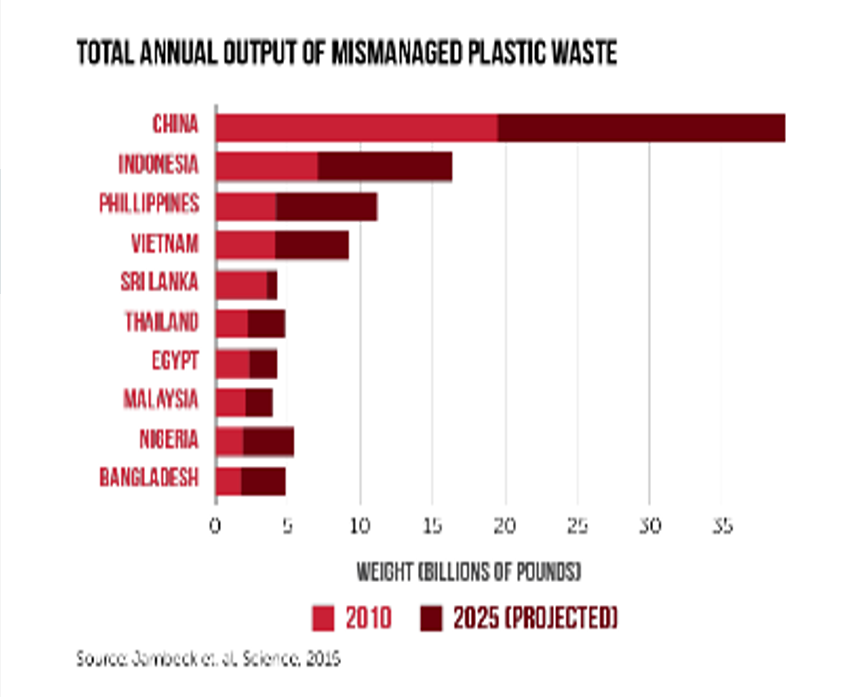 TOTAL ANNUAL OUTPUT OF MISMANAGED PLASTIC WASTE
CHINA
INDONESIA
PHILLIPPINES
VIETNAM
SRI LANKA
THAILAND
EGYPT
MALAYSIA
NIGERIA
BANGLADESH
0 5 10 15 20 25 30 35
WEIGHT (BILLIONS OF POUNDS)
2010 2025 (PROJECTED)
Source: Jambeck et. al. Science, 2015